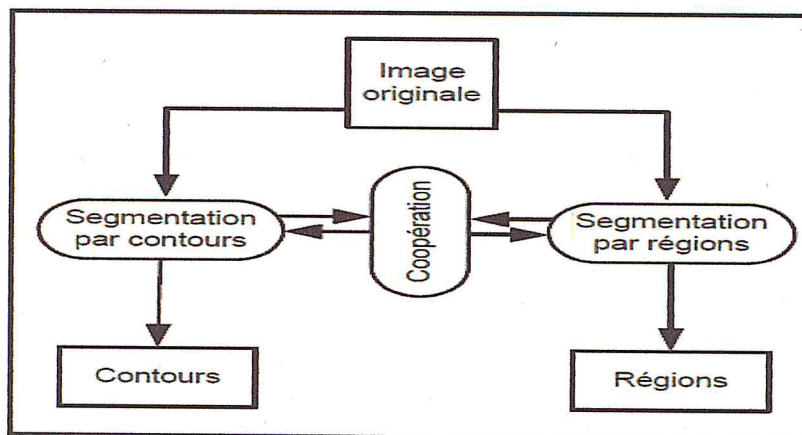 Image
originale
Segmentation
par contours
Coopération
Segmentation
par régions
Contours
Régions